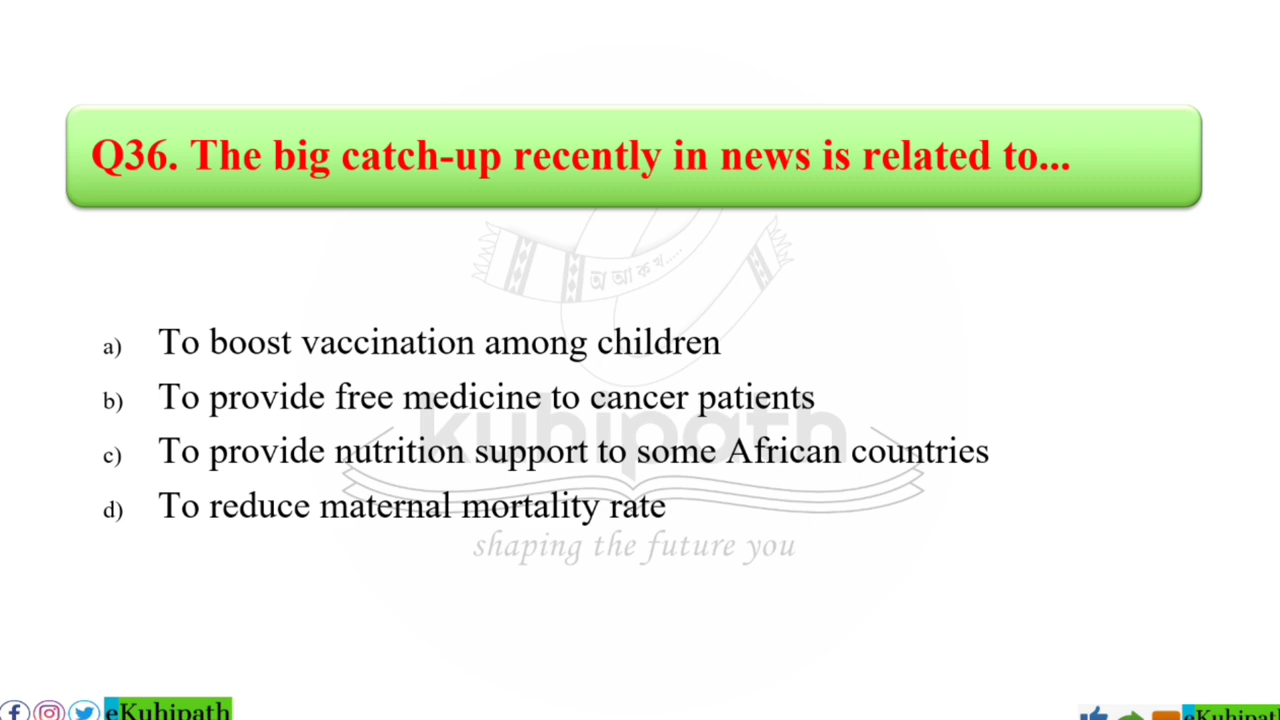 Q36. The big catch-up recently in news is related to...
অ আ ক খ.....
a) To boost vaccination among children
b) To provide free medicine to cancer patients
kuhipath
c) To provide nutrition support to some African countries
d) To reduce maternal mortality rate
shaping the future you
eKuhipath
eKuhipat